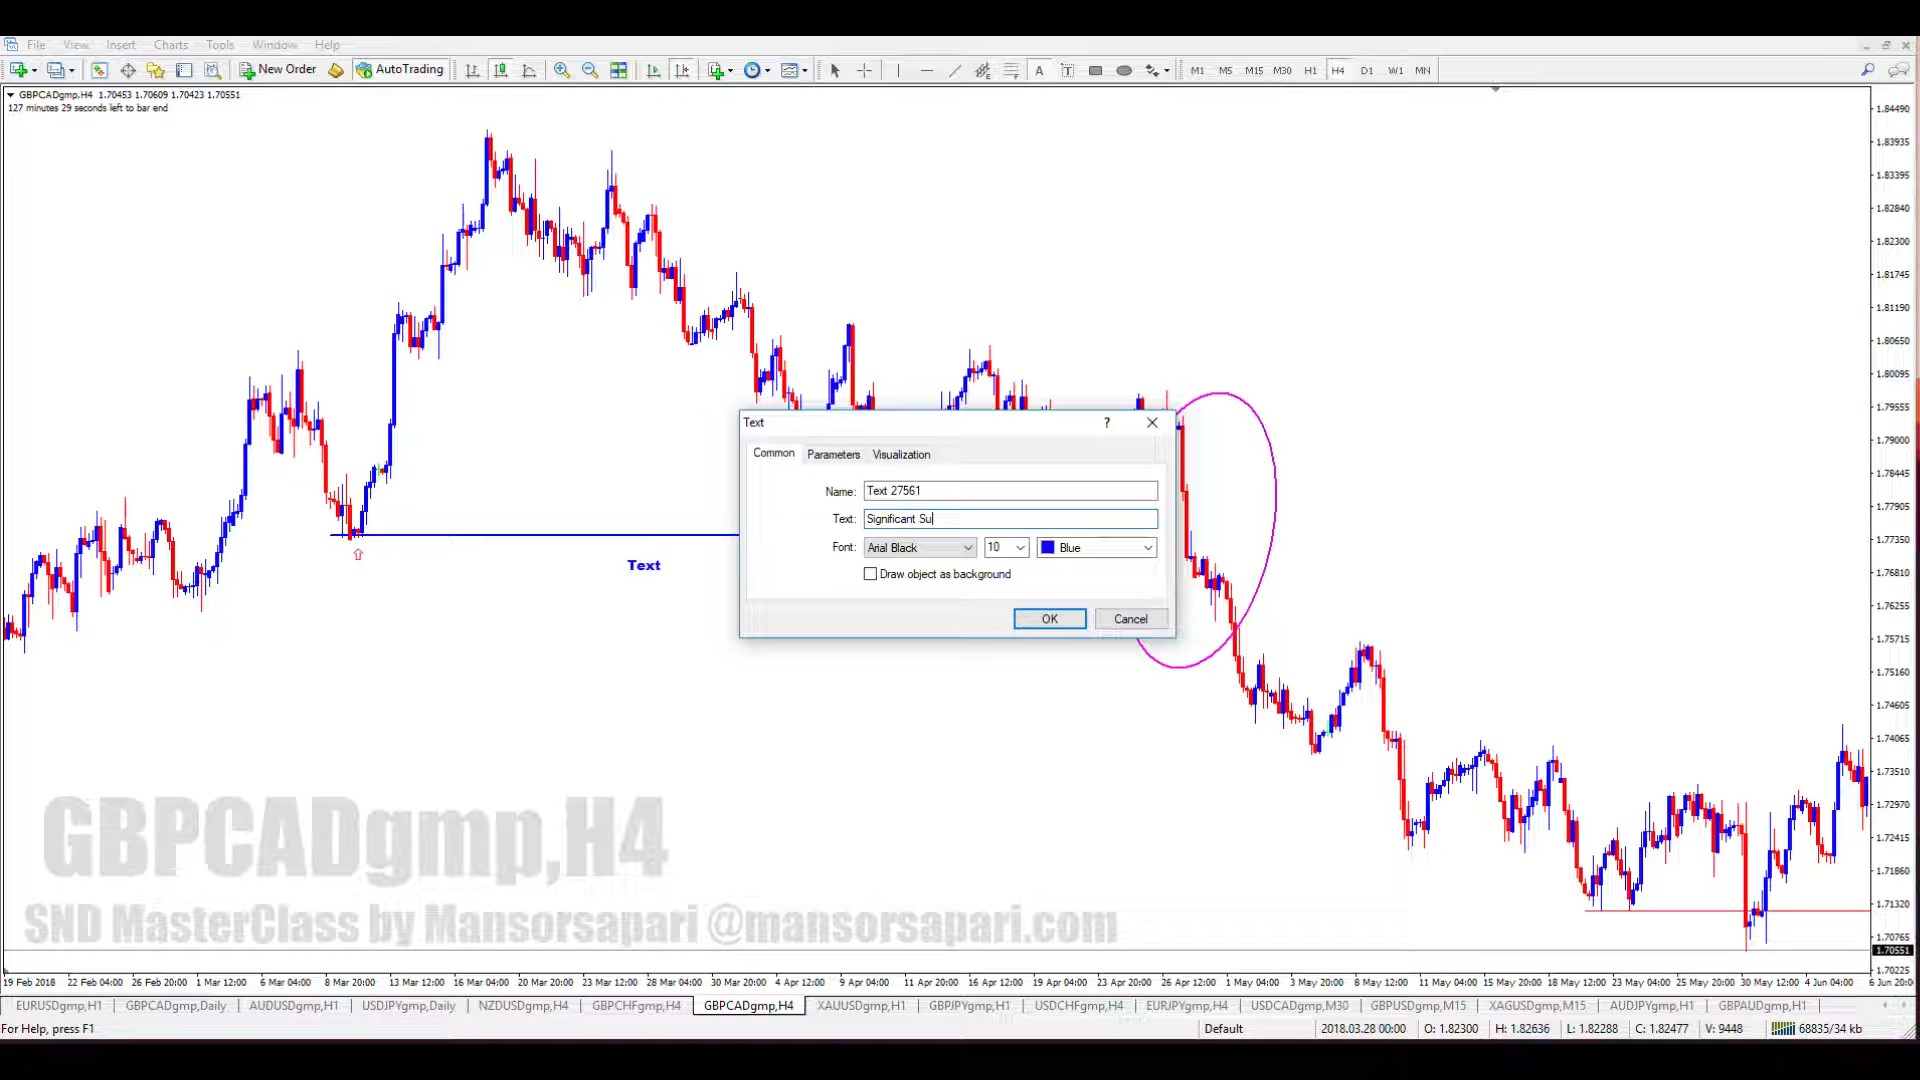 File View Insert Charts Tools Window Help
New Order AutoTrading A T M1 M5 M15 M30 H1 H4 D1 W1 MN
GBPCADgmp,H4 1.70453 1.70609 1.70423 1.70551
127 minutes 29 seconds left to bar end
1.84490
1.83935
1.83395
1.82840
1.82300
1.81745
1.81190
1.80650
1.80095
1.79555
1.79000
1.78445
1.77905
1.77350
1.76810
1.76255
1.75715
1.75160
1.74605
1.74065
1.73510
1.72970
1.72415
1.71860
1.71320
1.70765
1.70551
1.70225
Text
Text ?
Common Parameters Visualization
Name: Text 27561
Text: Significant Su
Font: Arial Black 10 Blue
Draw object as background
OK Cancel
GBPCADgmp,H4
SND MasterClass by Mansorsapari @mansorsapari.com
19 Feb 2018 22 Feb 04:00 26 Feb 20:00 1 Mar 12:00 6 Mar 04:00 8 Mar 20:00 13 Mar 12:00 16 Mar 04:00 20 Mar 20:00 23 Mar 12:00 28 Mar 04:00 30 Mar 20:00 4 Apr 12:00 9 Apr 04:00 11 Apr 20:00 16 Apr 12:00 19 Apr 04:00 23 Apr 20:00 26 Apr 12:00 1 May 04:00 3 May 20:00 8 May 12:00 11 May 04:00 15 May 20:00 18 May 12:00 23 May 04:00 25 May 20:00 30 May 12:00 4 Jun 04:00 6 Jun 20:00
EURUSDgmp,H1 GBPCADgmp,Daily AUDUSDgmp,H1 USDJPYgmp,Daily NZDUSDgmp,H4 GBPCHFgmp,H4 GBPCADgmp,H4 XAUUSDgmp,H1 GBPJPYgmp,H1 USDCHFgmp,H4 EURJPYgmp,H4 USDCADgmp,M30 GBPUSDgmp,M15 XAGUSDgmp,M15 AUDJPYgmp,H1 GBPAUDgmp,H1
For Help, press F1 Default 2018.03.28 00:00 O: 1.82300 H: 1.82636 L: 1.82288 C: 1.82477 V: 9448 68835/34 kb